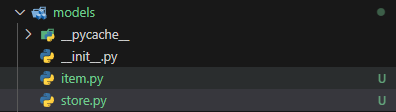 models
__pycache__
__init__.py
item.py U
store.py U